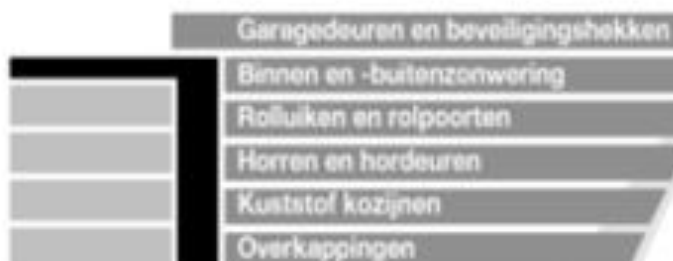 Garagedeuren en beveiligingshekken
Binnen en -buitenzonwering
Rolluiken en rolpoorten
Horren en hordeuren
Kuststof kozijnen
Overkappingen